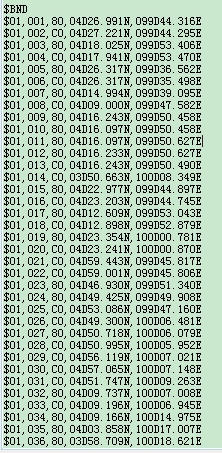 $BND
$01,001,80,04D26.991N,099D44.316E
$01,002,C0,04D27.221N,099D44.295E
$01,003,80,04D18.025N,099D53.406E
$01,004,C0,04D17.941N,099D53.470E
$01,005,80,04D26.317N,099D36.562E
$01,006,C0,04D26.317N,099D35.498E
$01,007,80,04D14.994N,099D39.095E
$01,008,C0,04D09.000N,099D47.582E
$01,009,80,04D16.243N,099D50.458E
$01,010,80,04D16.097N,099D50.458E
$01,011,80,04D16.097N,099D50.627E
$01,012,80,04D16.233N,099D50.627E
$01,013,C0,04D16.243N,099D50.490E
$01,014,C0,03D50.663N,100D08.349E
$01,015,80,04D22.977N,099D44.897E
$01,016,C0,04D23.203N,099D44.745E
$01,017,80,04D12.609N,099D53.043E
$01,018,C0,04D12.898N,099D52.879E
$01,019,80,04D23.354N,100D00.781E
$01,020,C0,04D23.241N,100D00.870E
$01,021,C0,03D59.443N,099D45.817E
$01,022,C0,03D59.001N,099D45.806E
$01,023,80,04D46.930N,099D51.340E
$01,024,80,04D49.425N,099D49.908E
$01,025,C0,04D53.086N,099D47.160E
$01,026,C0,04D49.300N,100D06.481E
$01,027,80,04D50.718N,100D06.079E
$01,028,C0,04D50.995N,100D05.952E
$01,029,80,04D56.119N,100D07.021E
$01,030,C0,04D57.065N,100D07.148E
$01,031,C0,04D51.747N,100D09.263E
$01,032,80,04D09.737N,100D07.008E
$01,033,C0,04D09.196N,100D06.945E
$01,034,80,04D09.166N,100D14.975E
$01,035,80,04D03.858N,100D17.007E
$01,036,80,03D58.709N,100D18.621E